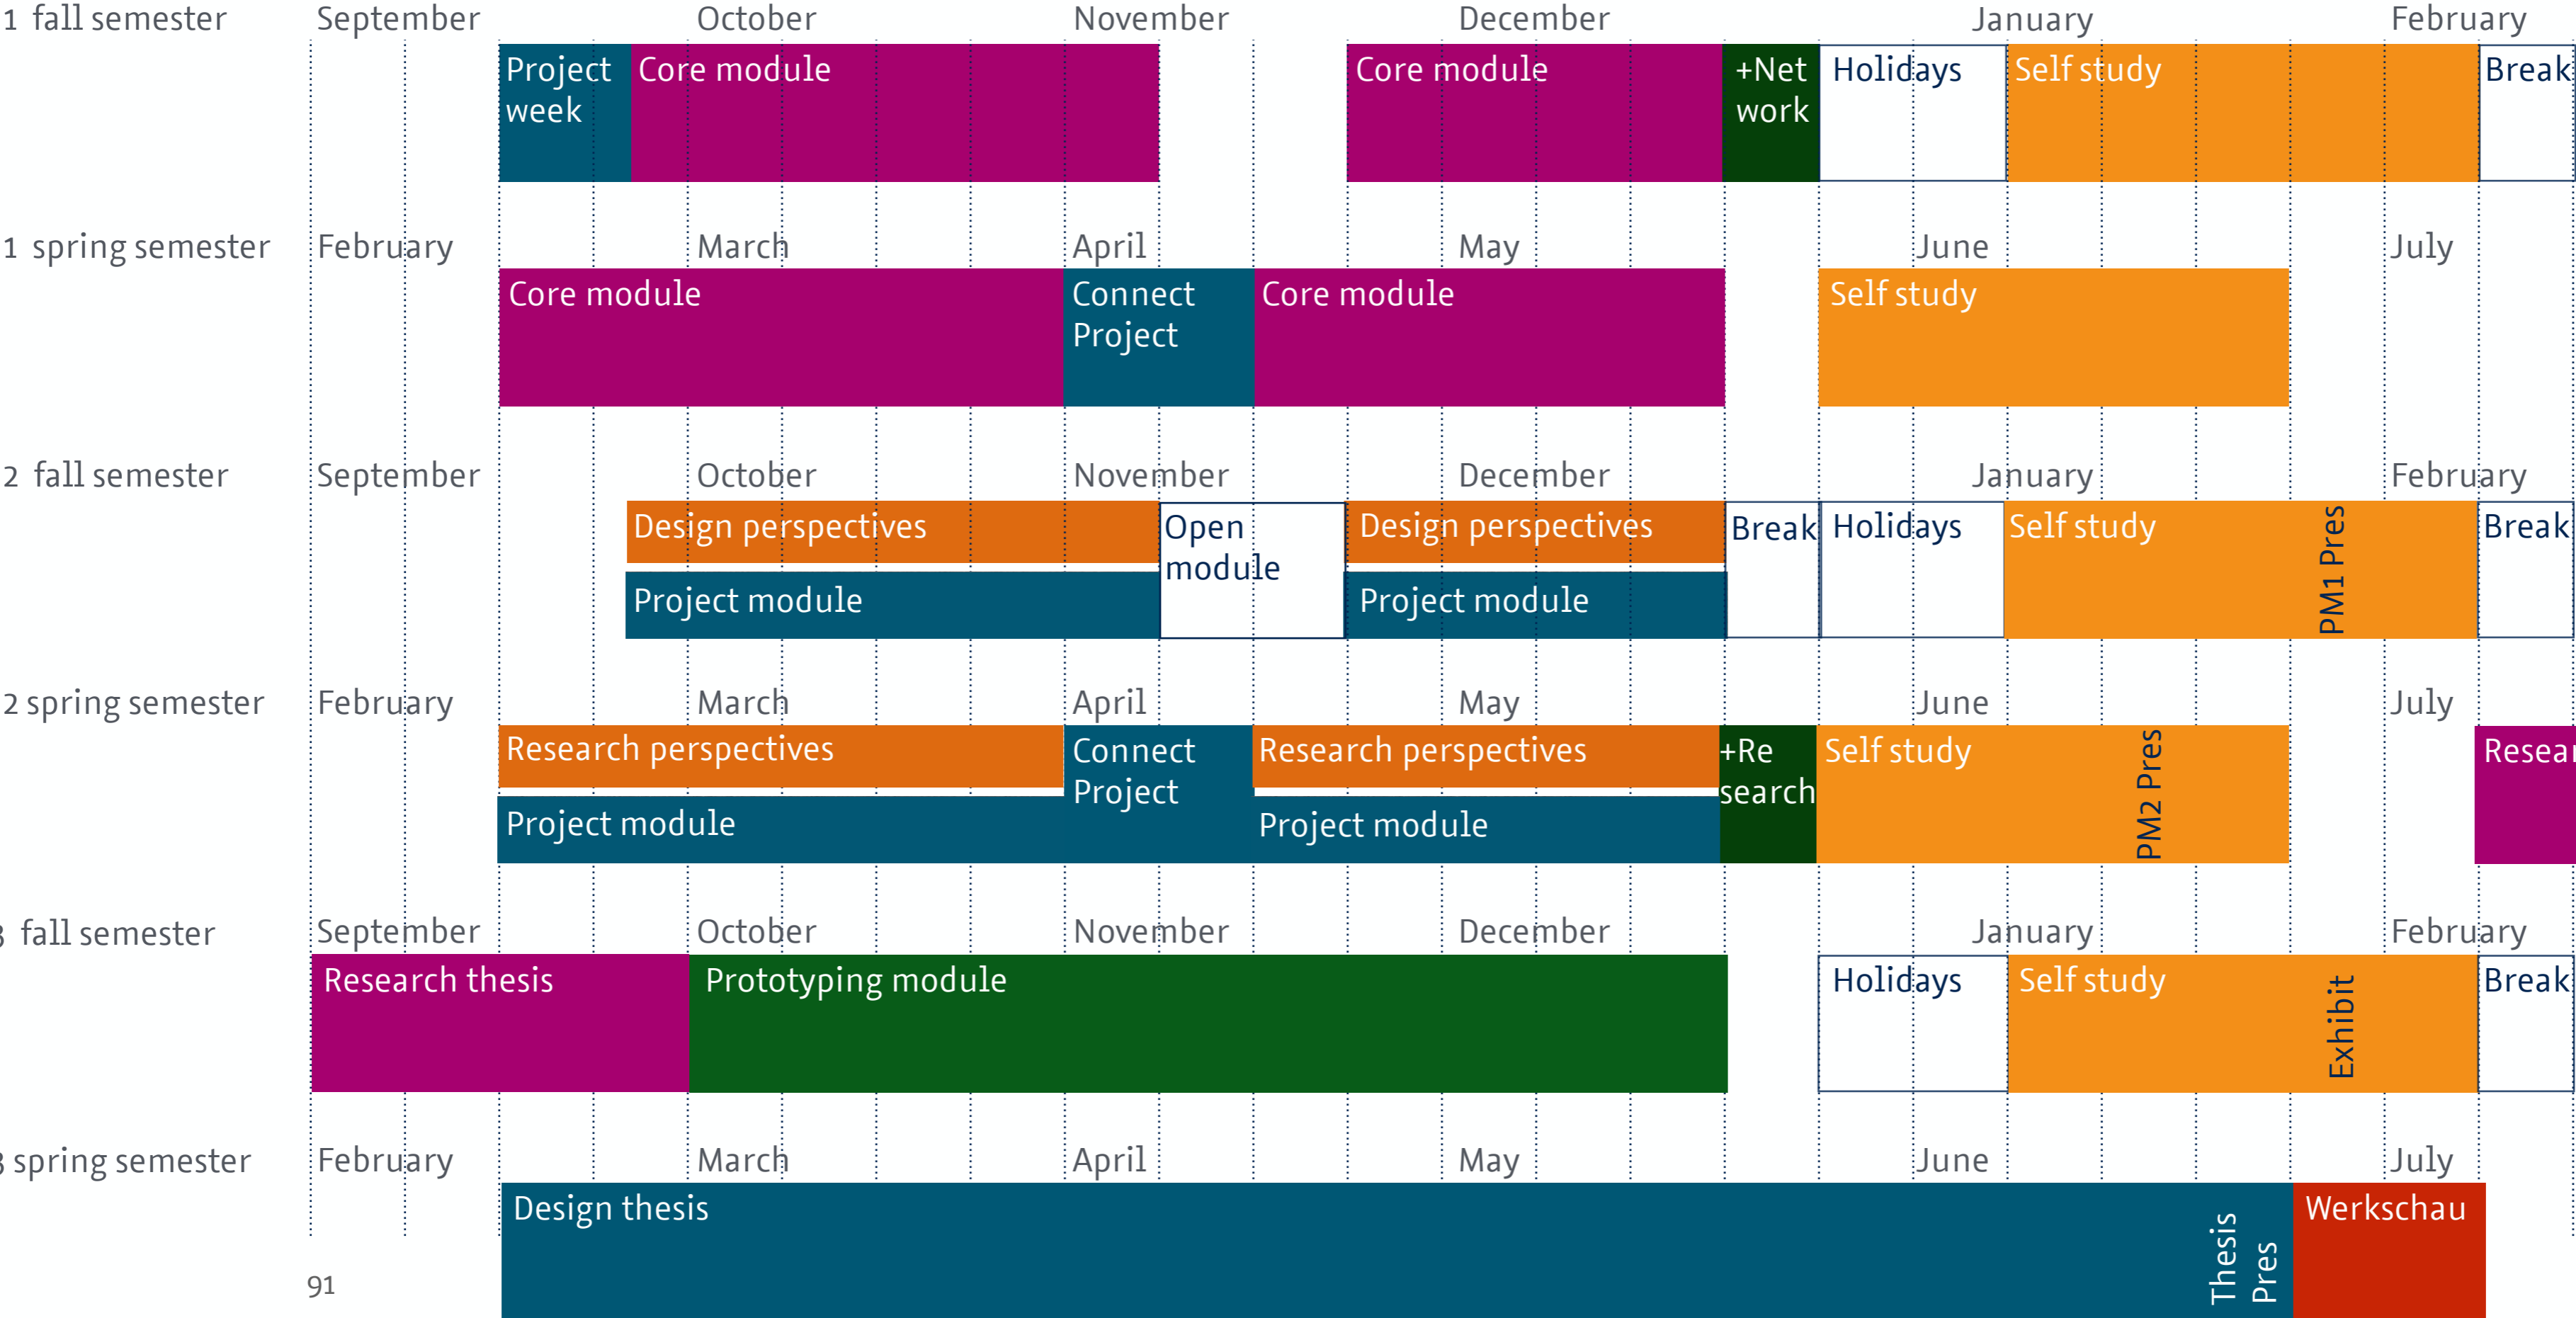 1 fall semester September October November December January February
Project Core module Core module +Net Holidays Self study Break
week work
1 spring semester February March April May June July
Core module Connect Core module Self study
Project
2 fall semester September October November December January February
Design perspectives Open Design perspectives Break Holidays Self study PM1 Pres Break
module
Project module Project module
2 spring semester February March April May June July
Research perspectives Connect Research perspectives +Re Self study PM2 Pres
Project search
Project module Project module
fall semester September October November December January February
Research thesis Prototyping module Holidays Self study Exhibit Break
spring semester February March April May June July
Design thesis Thesis Werkschau
Pres
91